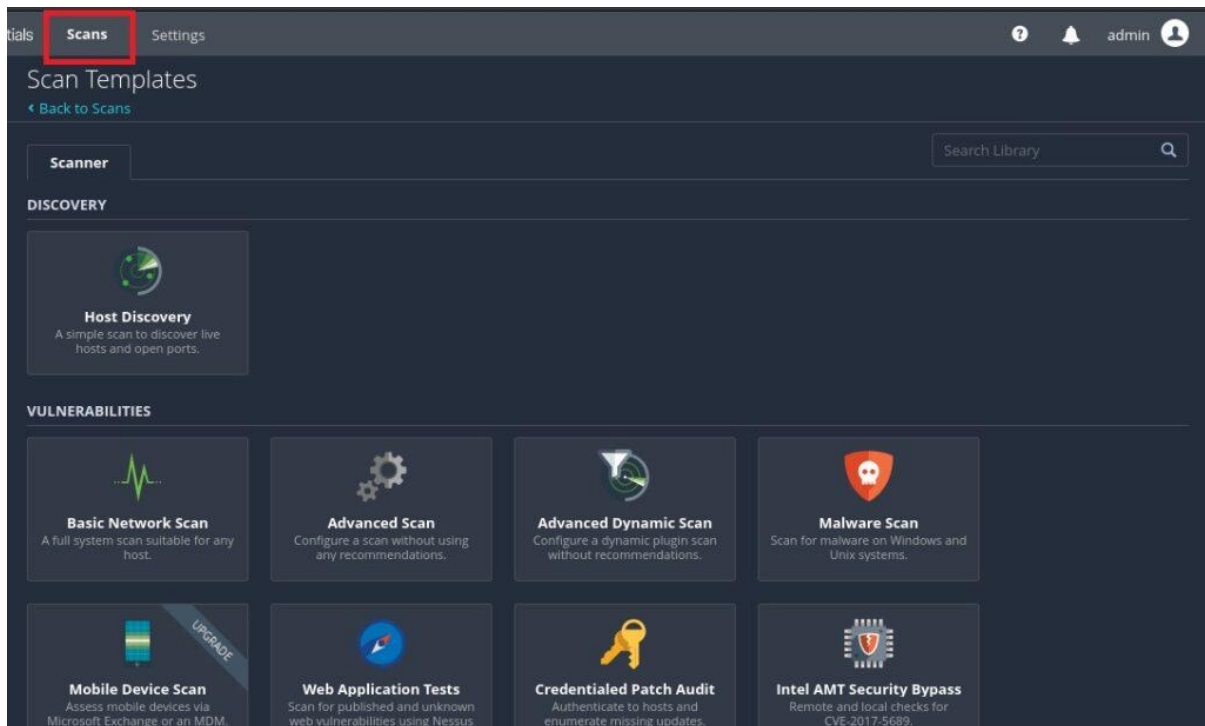 tials Scans Settings admin
Scan Templates
Back to Scans
Scanner Search Library
DISCOVERY
Host Discovery
A simple scan to discover live
hosts and open ports.
VULNERABILITIES
Basic Network Scan
A full system scan suitable for any
host.
Advanced Scan
Configure a scan without using
any recommendations.
Advanced Dynamic Scan
Configure a dynamic plugin scan
without recommendations.
Malware Scan
Scan for malware on Windows and
Unix systems.
UPGRADE
Mobile Device Scan
Assess mobile devices via
Microsoft Exchange or an MDM.
Web Application Tests
Scan for published and unknown
web vulnerabilities using Nessus
Credentialed Patch Audit
Authenticate to hosts and
enumerate missing updates.
Intel AMT Security Bypass
Remote and local checks for
CVE-2017-5689.